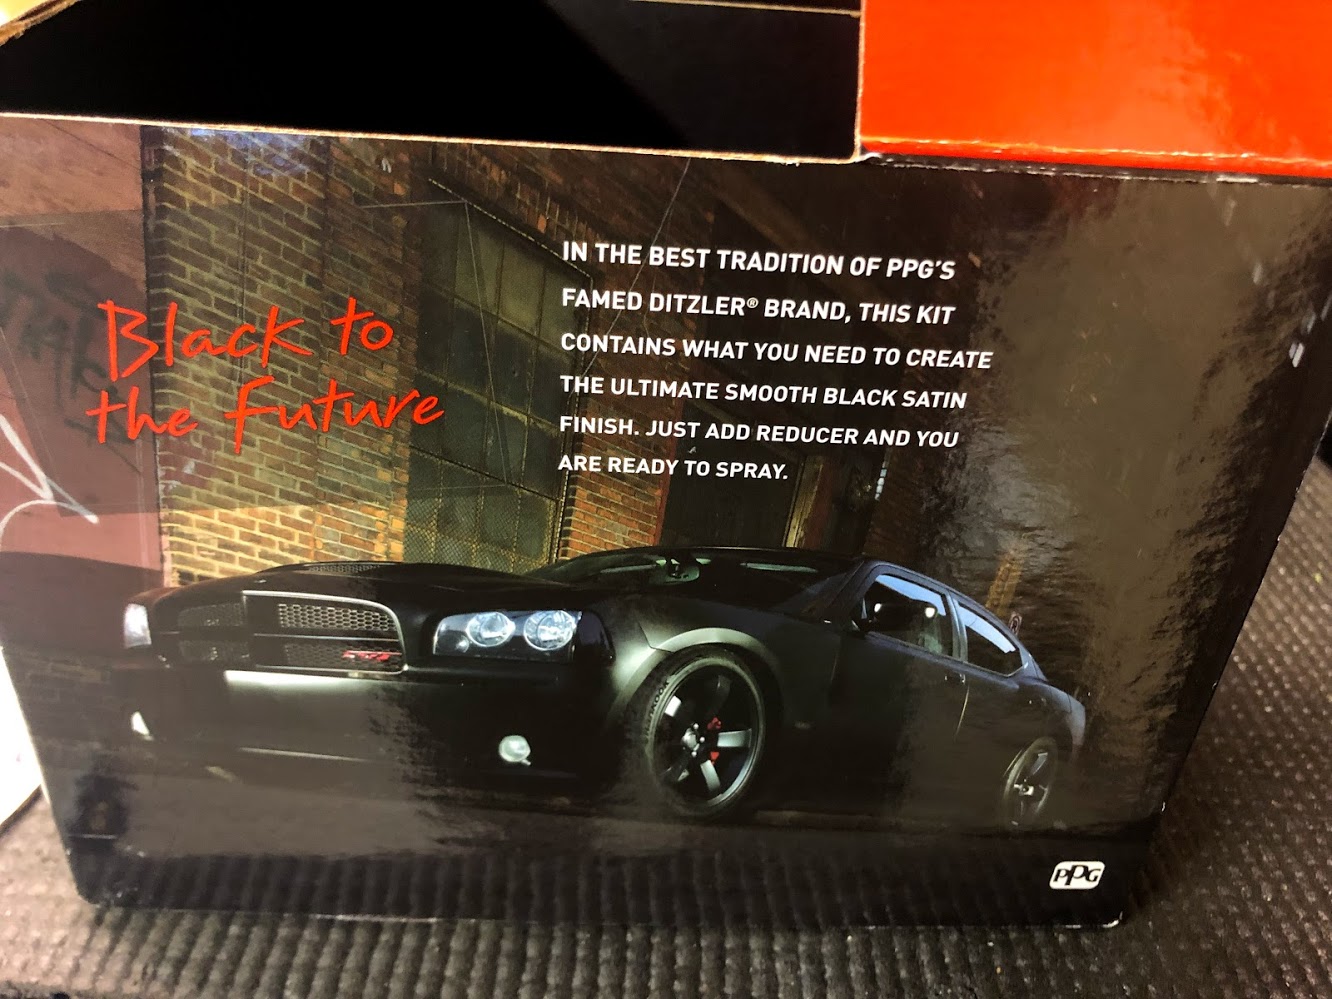 Black to
the Future
IN THE BEST TRADITION OF PPG'S
FAMED DITZLER® BRAND, THIS KIT
CONTAINS WHAT YOU NEED TO CREATE
THE ULTIMATE SMOOTH BLACK SATIN
FINISH. JUST ADD REDUCER AND YOU
ARE READY TO SPRAY.
PPG